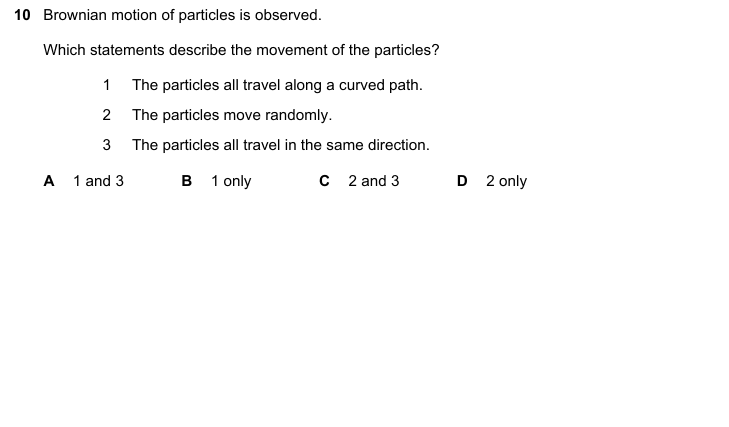 10 Brownian motion of particles is observed.
Which statements describe the movement of the particles?
1 The particles all travel along a curved path.
2 The particles move randomly.
3 The particles all travel in the same direction.
A 1 and 3 B 1 only C 2 and 3 D 2 only